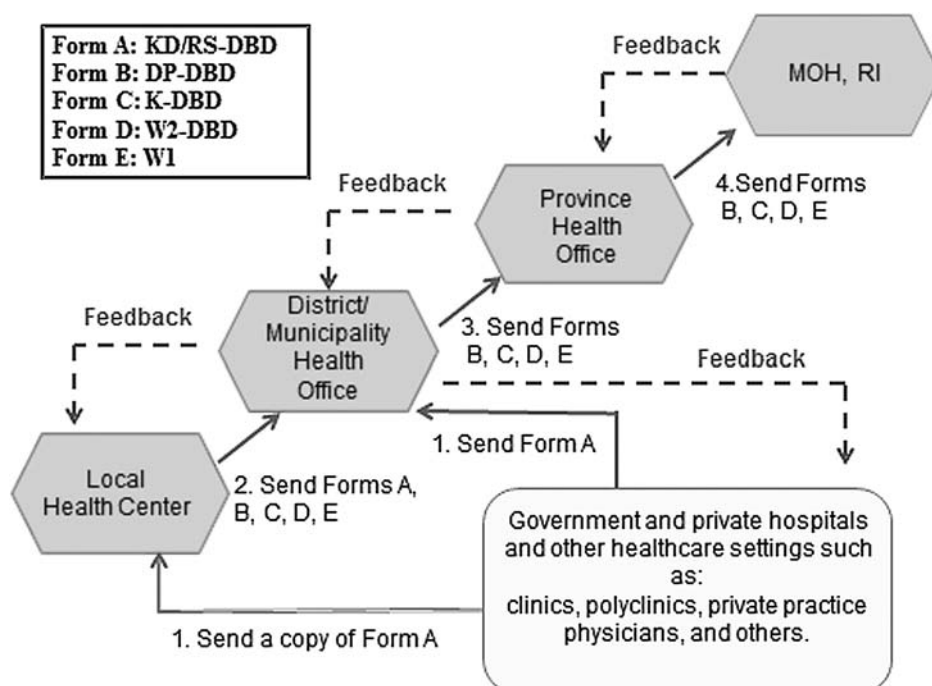 Form A: KD/RS-DBD
Form B: DP-DBD
Form C: K-DBD
Form D: W2-DBD
Form E: W1
Feedback
MOH, RI
4.Send Forms
B, C, D, E
Feedback
Province
Health
Office
3. Send Forms
B, C, D, E
Feedback
District/
Municipality
Health
Office
Feedback
1. Send Form A
Local
Health Center
2. Send Forms A,
B, C, D, E
Government and private hospitals
and other healthcare settings such
as:
clinics, polyclinics, private practice
physicians, and others.
1. Send a copy of Form A